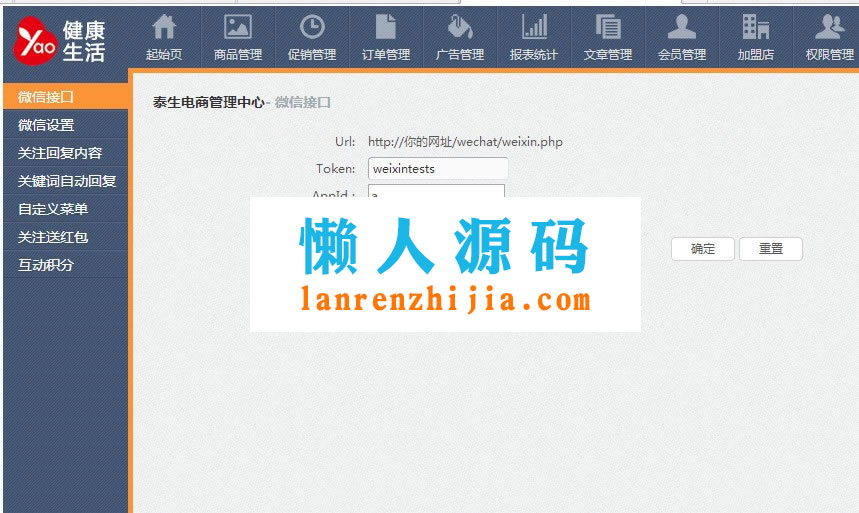 Yao 健康
生活
起始页 商品管理 促销管理 订单管理 广告管理 报表统计 文章管理 会员管理 加盟店 权限管理
微信接口
微信设置
关注回复内容
关键词自动回复
自定义菜单
关注送红包
互动积分
泰生电商管理中心- 微信接口
Url: http://你的网址/wechat/weixin.php
Token: weixintests
AppId : a
懒人源码
lanrenzhijia.com
确定 重置